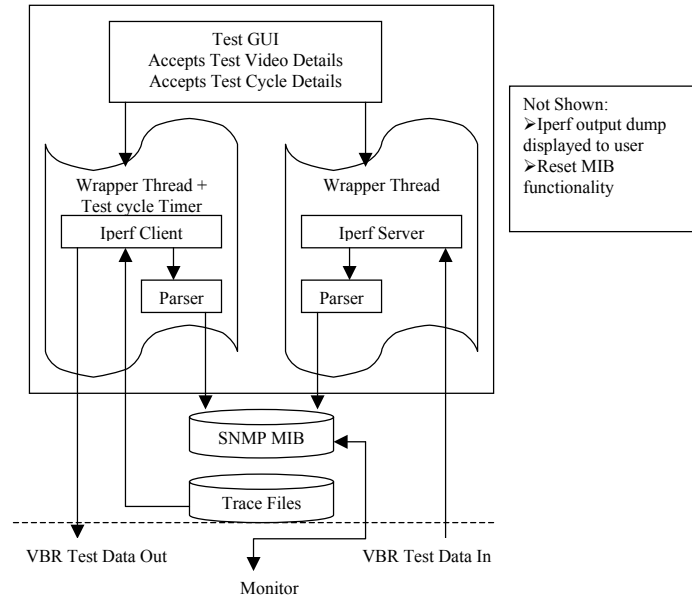 Test GUI
Accepts Test Video Details
Accepts Test Cycle Details
Not Shown:
➢Iperf output dump
displayed to user
➢Reset MIB
functionality
Wrapper Thread +
Test cycle Timer
Iperf Client
Parser
Wrapper Thread
Iperf Server
Parser
SNMP MIB
Trace Files
VBR Test Data Out
VBR Test Data In
Monitor